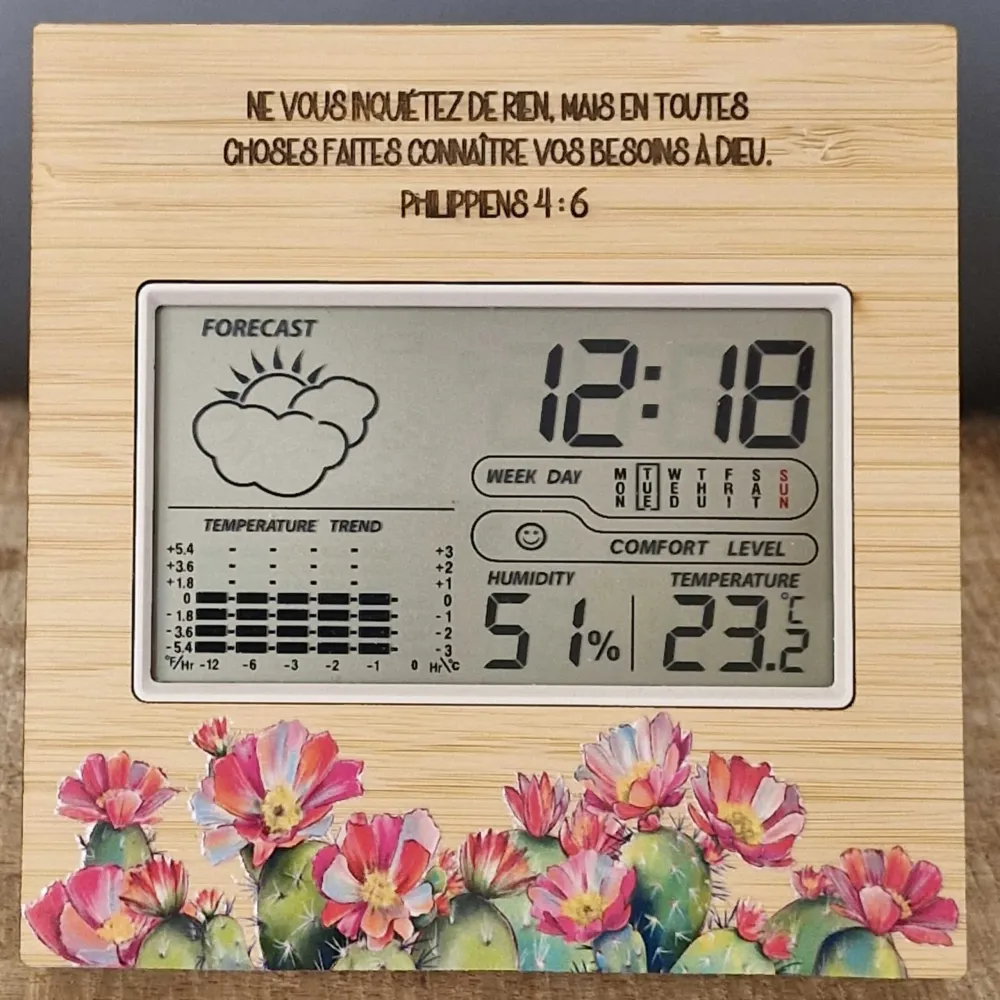 NE VOUS INQUIÉTEZ DE RIEN, MAIS EN TOUTES
CHOSES FAITES CONNAÎTRE VOS BESOINS À DIEU.
PHILIPPIENS 4 : 6
FORECAST
12:18
WEEK DAY MON TUE WED THU FRI SAT SUN
COMFORT LEVEL
TEMPERATURE TREND
+5.4 +3
+3.6 +2
+1.8 +1
0 0
-1.8 -1
-3.6 -2
-5.4 -3
°F/Hr -12 -6 -3 -2 -1 0 Hr\°C
HUMIDITY TEMPERATURE
51% 23.2 °C